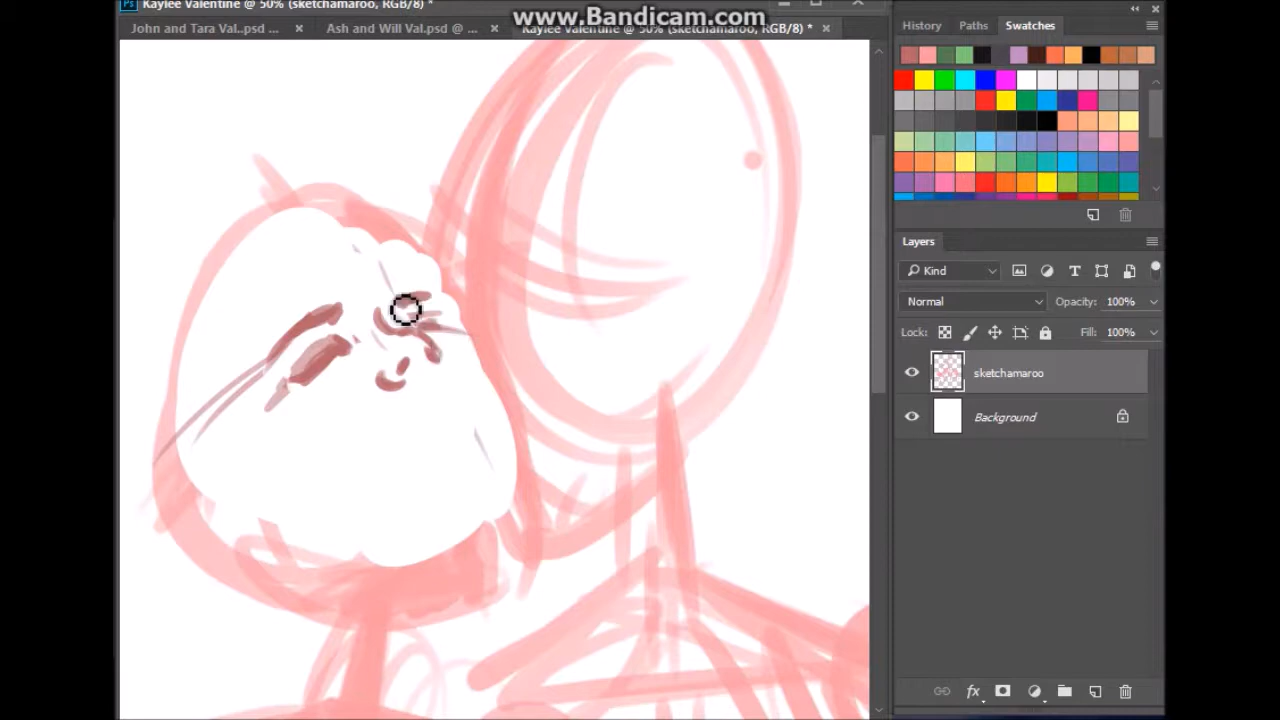 Ps Kaylee Valentine @ 50% (sketchamaroo, RGB/8) *
www.Bandicam.com
John and Tara Val..psd ... × Ash and Will Val.psd @ ... × Kaylee Valentine @ 50% (sketchamaroo, RGB/8) * ×
History Paths Swatches
Layers
Kind
Normal Opacity: 100%
Lock: Fill: 100%
sketchamaroo
Background
fx